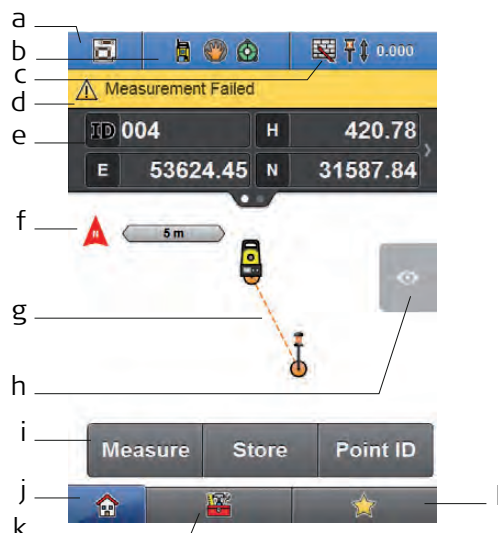 a
b
c
0.000
d
Measurement Failed
e
ID 004 H 420.78
E 53624.45 N 31587.84
f
N
5 m
g
h
i
Measure Store Point ID
j
k